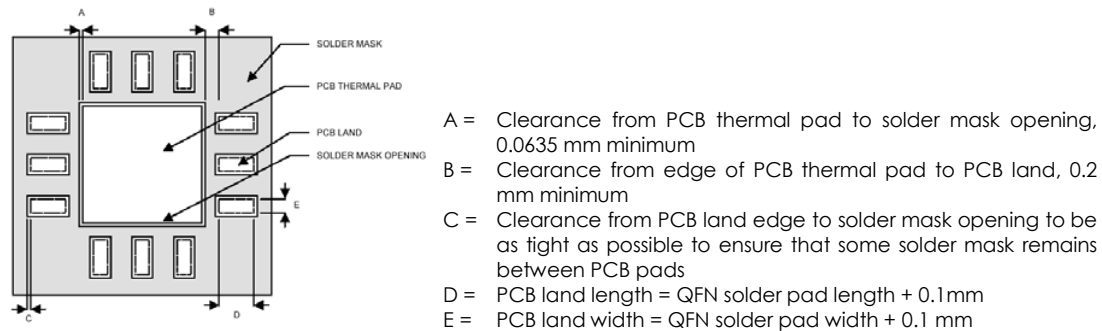 A
B
SOLDER MASK
PCB THERMAL PAD
PCB LAND
SOLDER MASK OPENING
E
C
D
A = Clearance from PCB thermal pad to solder mask opening,
0.0635 mm minimum
B = Clearance from edge of PCB thermal pad to PCB land, 0.2
mm minimum
C = Clearance from PCB land edge to solder mask opening to be
as tight as possible to ensure that some solder mask remains
between PCB pads
D = PCB land length = QFN solder pad length + 0.1mm
E = PCB land width = QFN solder pad width + 0.1 mm